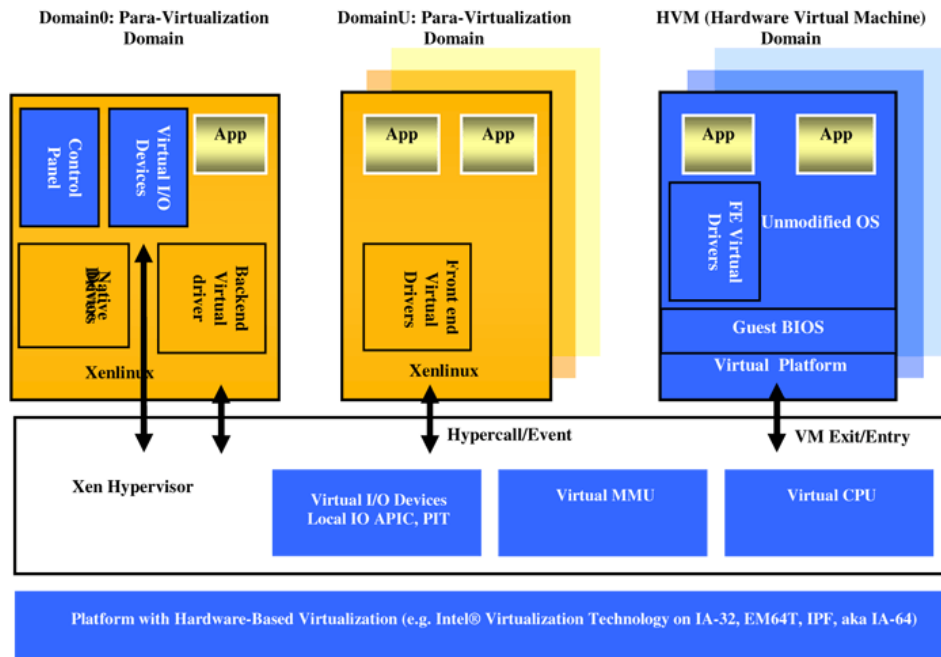 Domain0: Para-Virtualization
Domain
DomainU: Para-Virtualization
Domain
HVM (Hardware Virtual Machine)
Domain
Control
Panel
Virtual I/O
Devices
App
Native
Backend
Virtual
driver
Xenlinux
App
App
Front end
Virtual
Drivers
Xenlinux
App
App
FE Virtual
Drivers
Unmodified OS
Guest BIOS
Virtual Platform
Hypercall/Event
VM Exit/Entry
Xen Hypervisor
Virtual I/O Devices
Local IO APIC, PIT
Virtual MMU
Virtual CPU
Platform with Hardware-Based Virtualization (e.g. Intel® Virtualization Technology on IA-32, EM64T, IPF, aka IA-64)